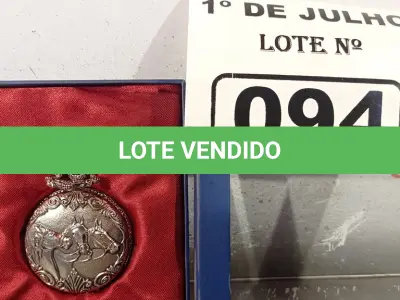 1º DE JULHO
LOTE Nº
094
LOTE VENDIDO